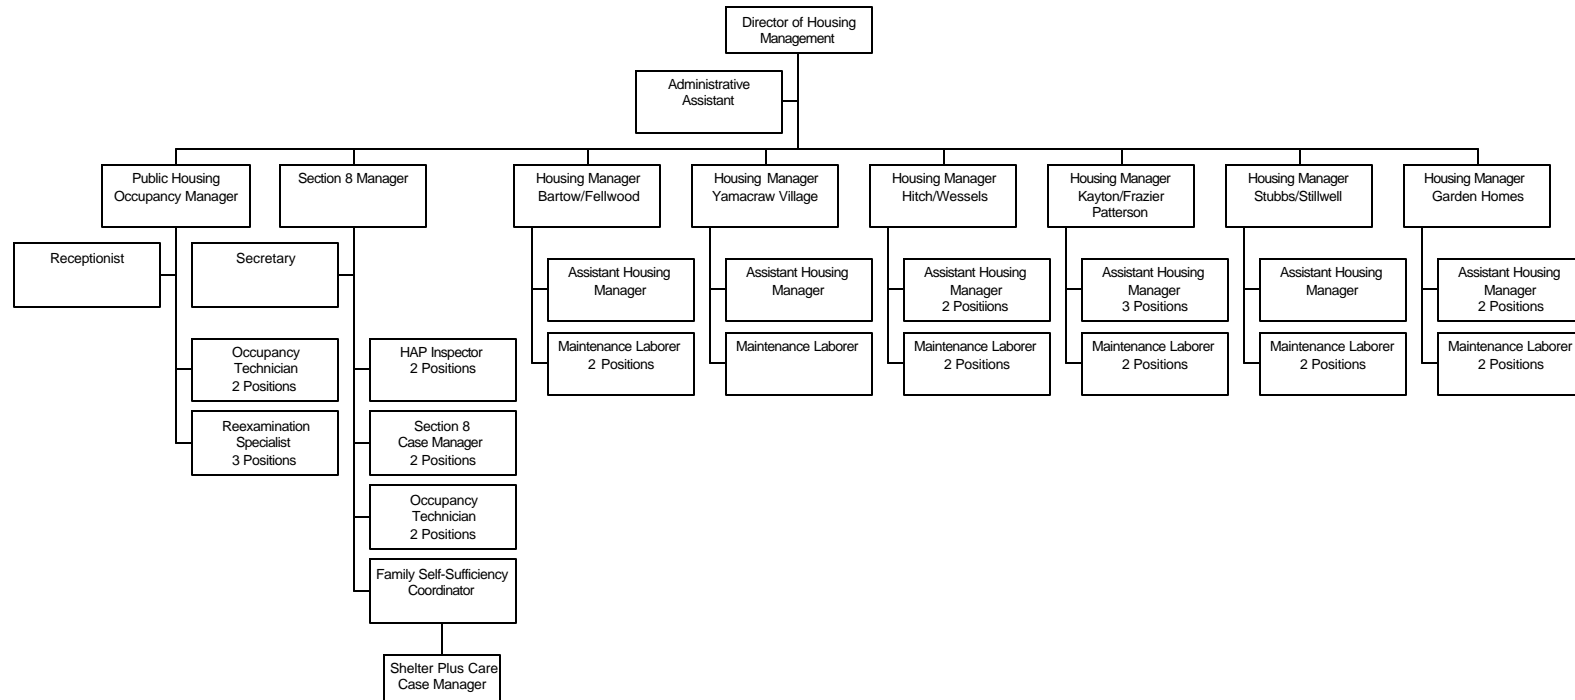 Director of Housing
Management
Administrative
Assistant
Public Housing
Occupancy Manager
Section 8 Manager
Housing Manager
Bartow/Fellwood
Housing Manager
Yamacraw Village
Housing Manager
Hitch/Wessels
Housing Manager
Kayton/Frazier
Patterson
Housing Manager
Stubbs/Stillwell
Housing Manager
Garden Homes
Receptionist
Secretary
Assistant Housing
Manager
Assistant Housing
Manager
Assistant Housing
Manager
2 Positiions
Assistant Housing
Manager
3 Positions
Assistant Housing
Manager
Assistant Housing
Manager
2 Positions
Occupancy
Technician
2 Positions
HAP Inspector
2 Positions
Maintenance Laborer
2 Positions
Maintenance Laborer
Maintenance Laborer
2 Positions
Maintenance Laborer
2 Positions
Maintenance Laborer
2 Positions
Maintenance Laborer
2 Positions
Reexamination
Specialist
3 Positions
Section 8
Case Manager
2 Positions
Occupancy
Technician
2 Positions
Family Self-Sufficiency
Coordinator
Shelter Plus Care
Case Manager